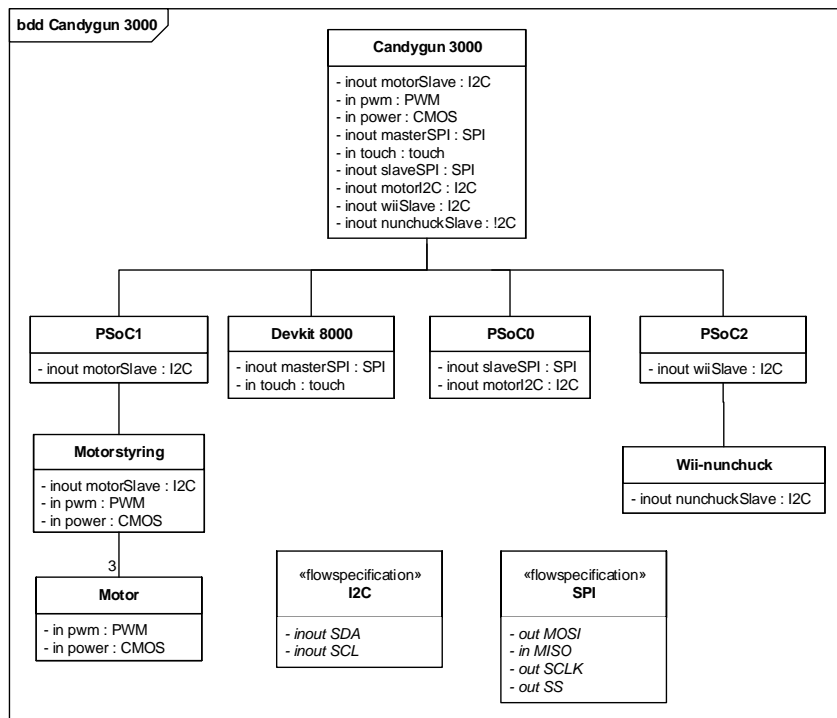 bdd Candygun 3000
Candygun 3000
- inout motorSlave : I2C
- in pwm : PWM
- in power : CMOS
- inout masterSPI : SPI
- in touch : touch
- inout slaveSPI : SPI
- inout motorI2C : I2C
- inout wiiSlave : I2C
- inout nunchuckSlave : !2C
PSoC1
- inout motorSlave : I2C
Devkit 8000
- inout masterSPI : SPI
- in touch : touch
PSoC0
- inout slaveSPI : SPI
- inout motorI2C : I2C
PSoC2
- inout wiiSlave : I2C
Motorstyring
- inout motorSlave : I2C
- in pwm : PWM
- in power : CMOS
Wii-nunchuck
- inout nunchuckSlave : I2C
3
Motor
- in pwm : PWM
- in power : CMOS
«flowspecification»
I2C
- inout SDA
- inout SCL
«flowspecification»
SPI
- out MOSI
- in MISO
- out SCLK
- out SS